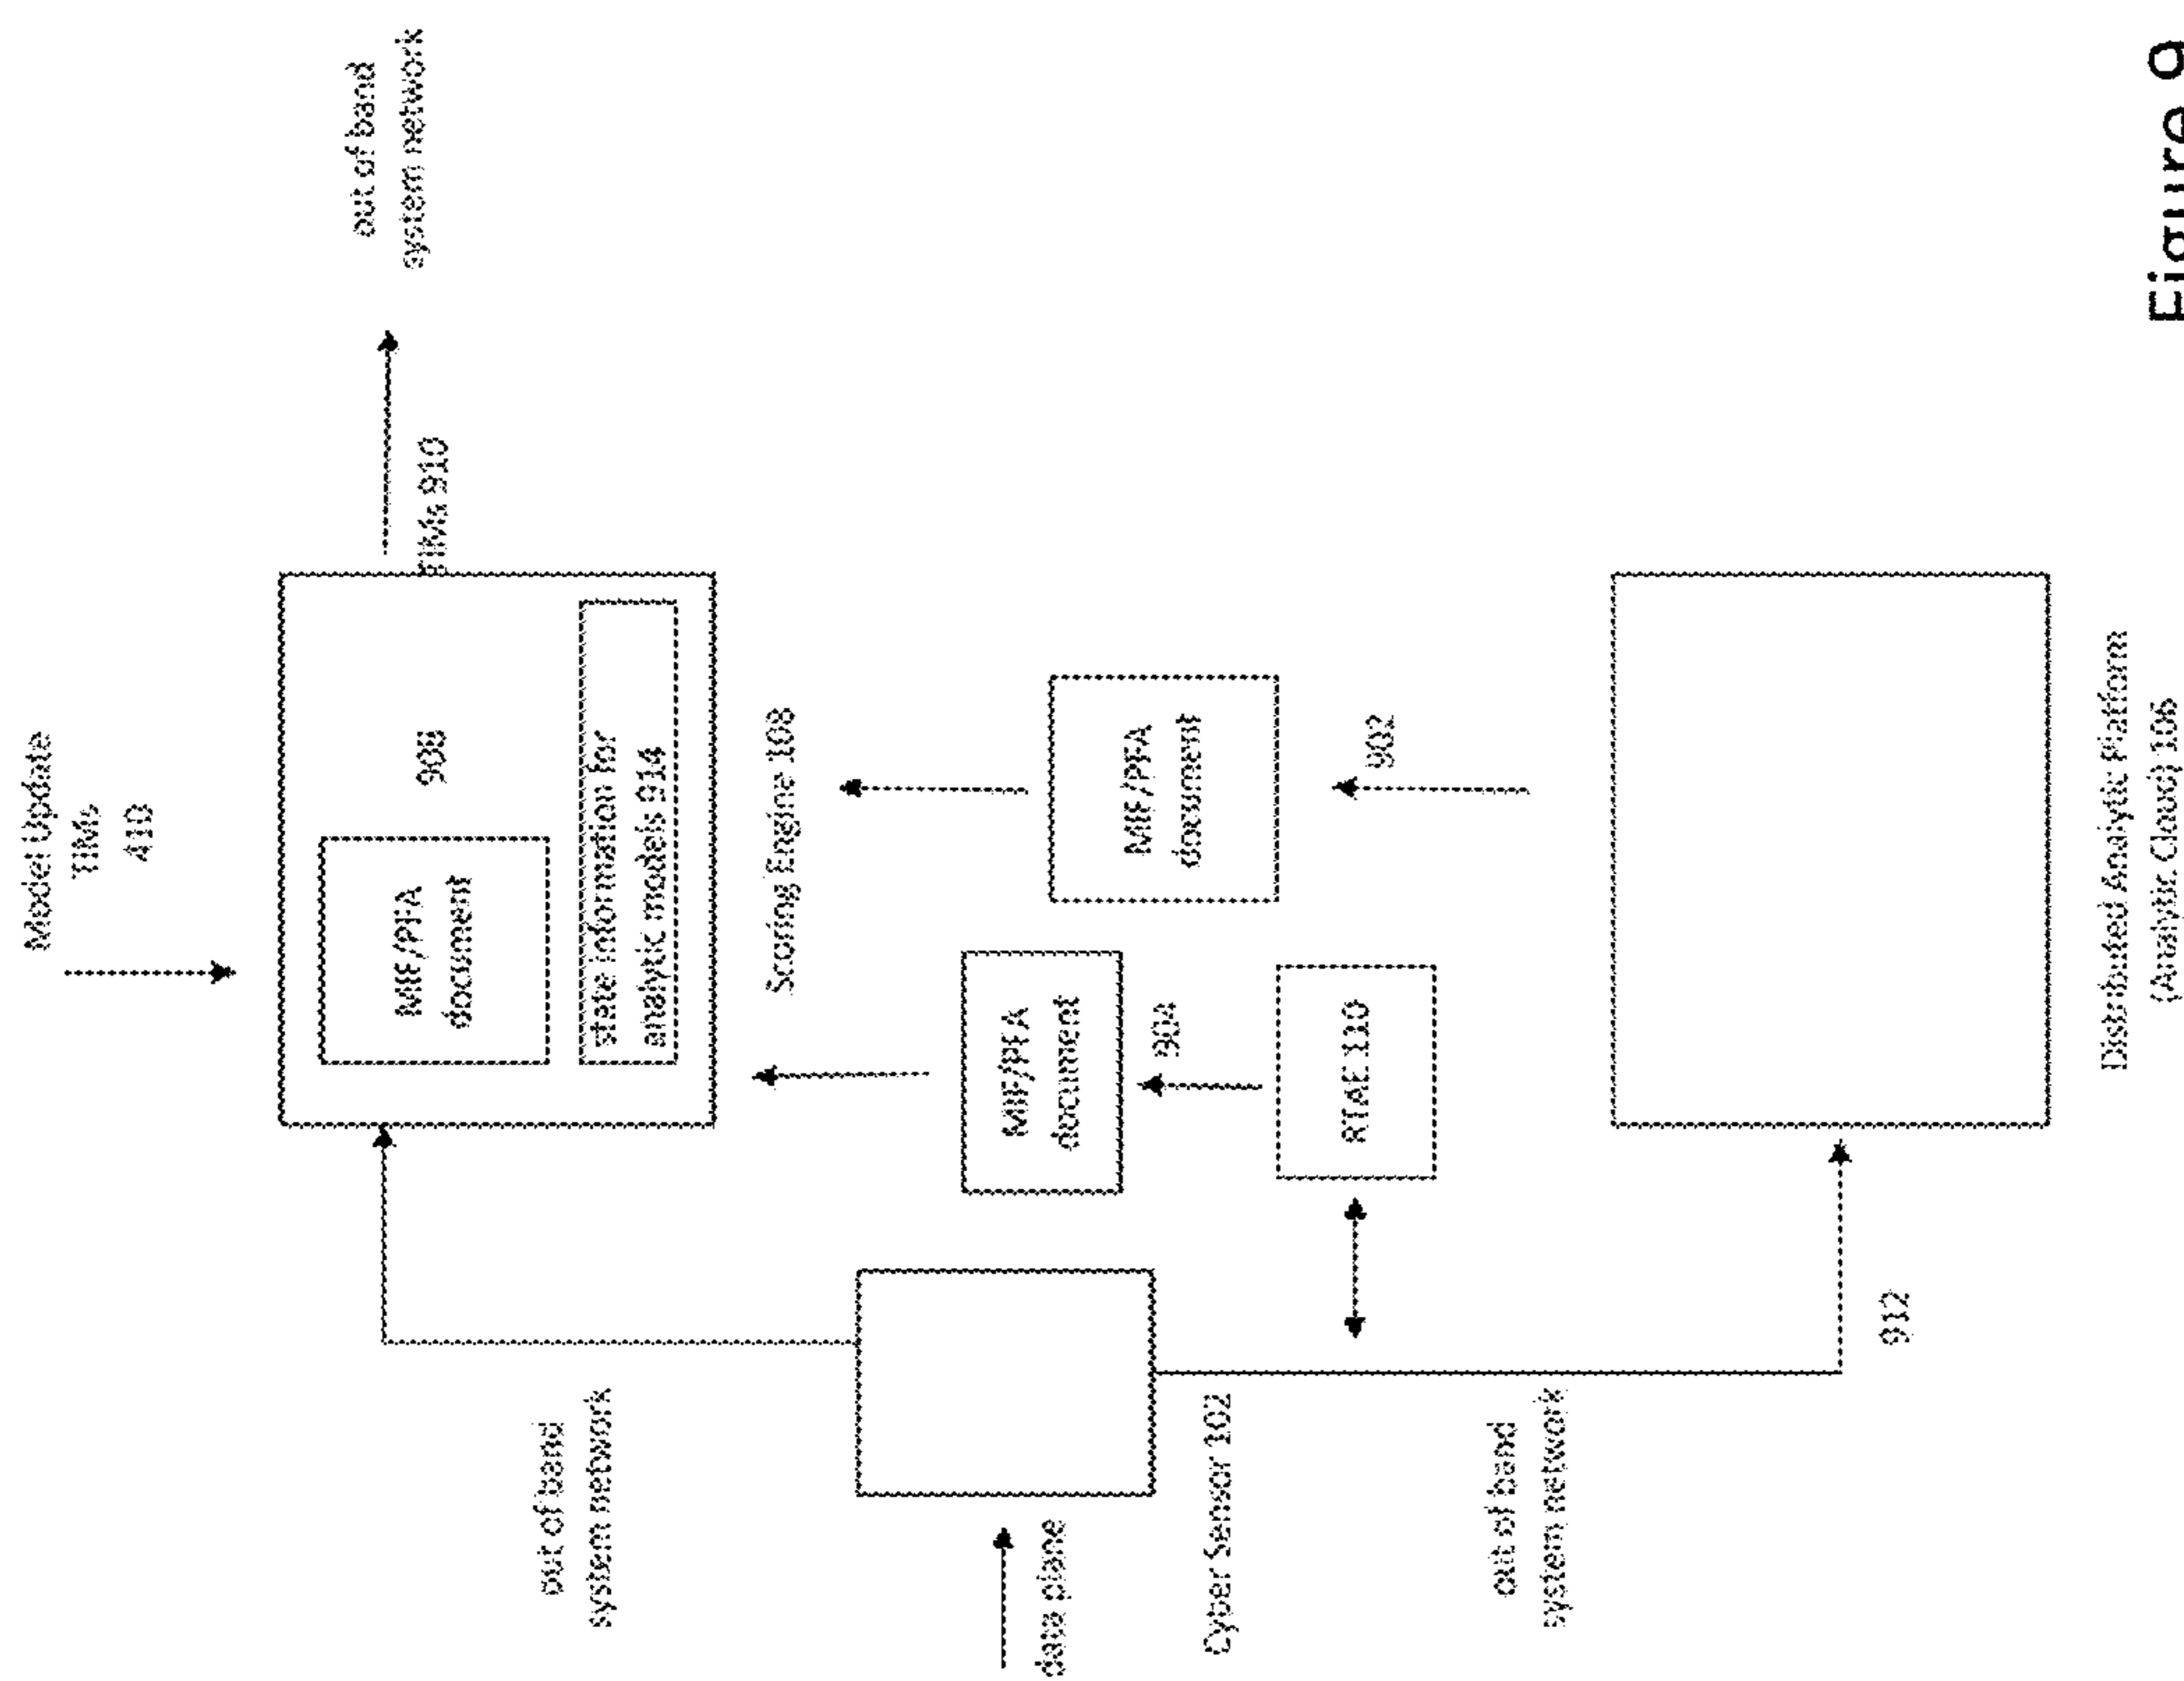 Model Update
TIMs
410
out of band
system network
MIF/PFA
document
908
state information for
analytic models 914
TIMs 910
out of band
system network
Scoring Engine 108
data plane
Cyber Sensor 102
MIF/PFA
document
904
RTAE 110
MIF/PFA
document
902
out of band
system network
912
Distributed Analytic Platform
(Analytic Cloud) 106
Figure 9